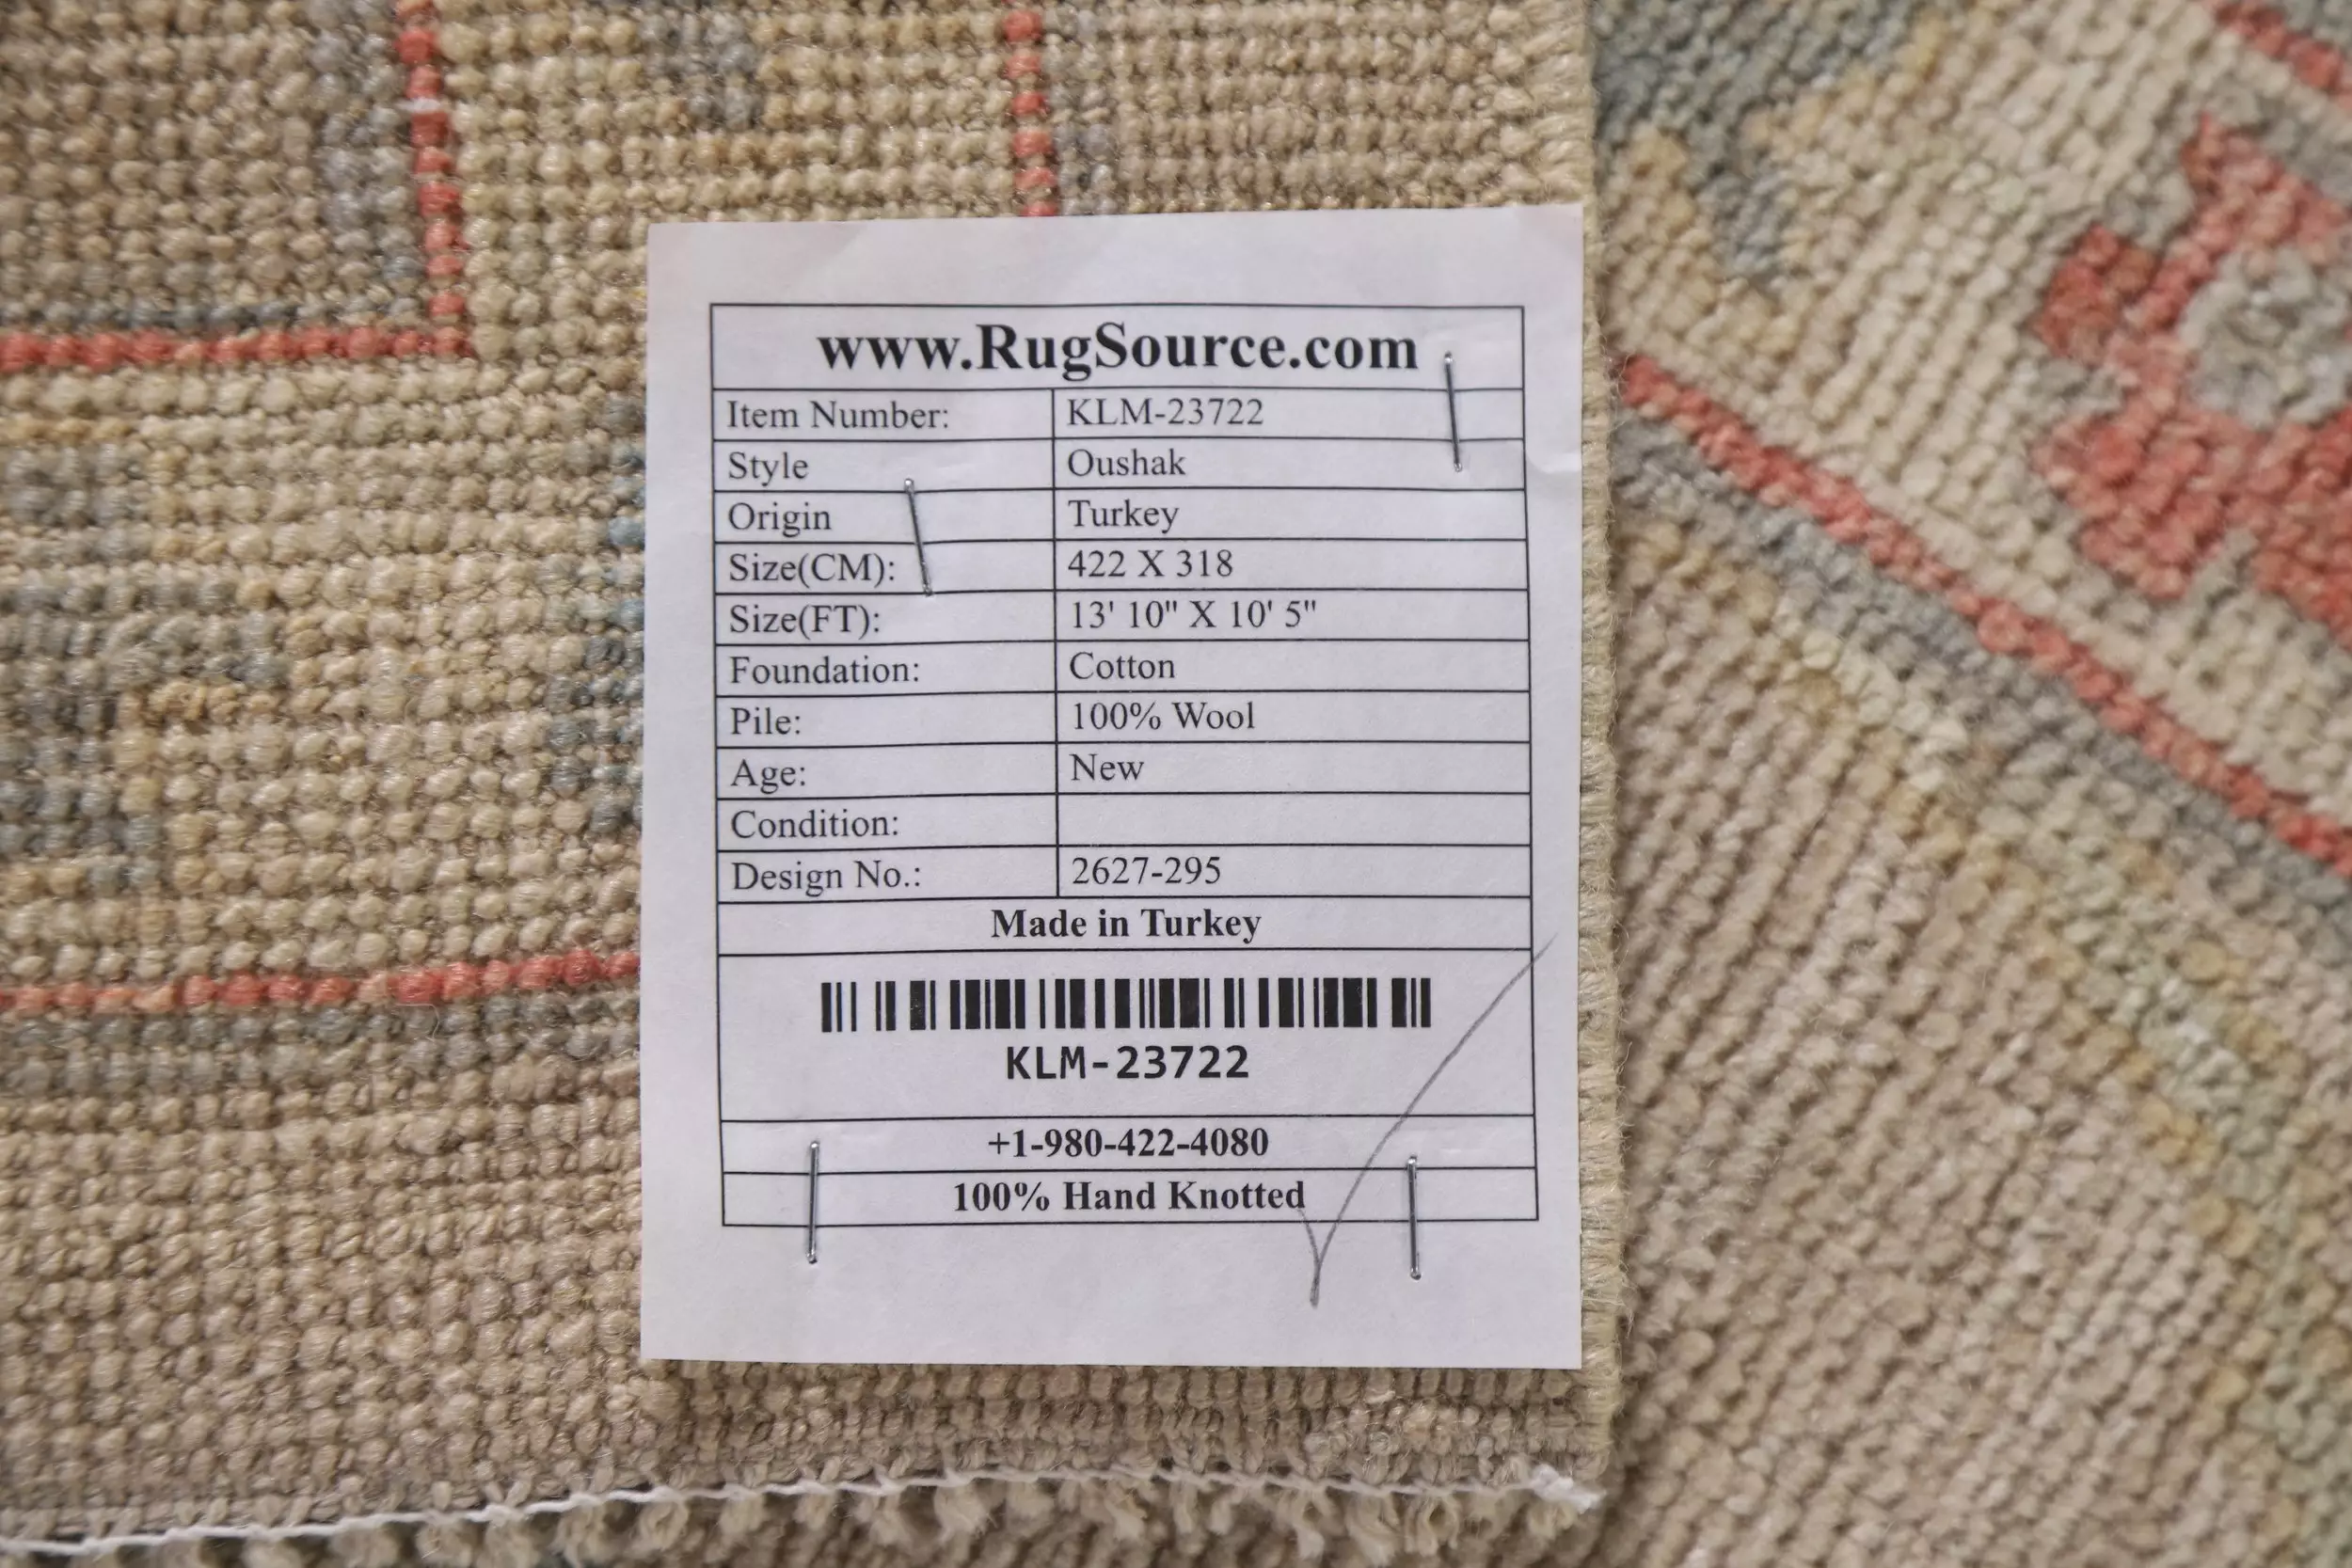 www.RugSource.com
Item Number: KLM-23722
Style Oushak
Origin Turkey
Size(CM): 422 X 318
Size(FT): 13' 10" X 10' 5"
Foundation: Cotton
Pile: 100% Wool
Age: New
Condition:
Design No.: 2627-295
Made in Turkey
KLM-23722
+1-980-422-4080
100% Hand Knotted